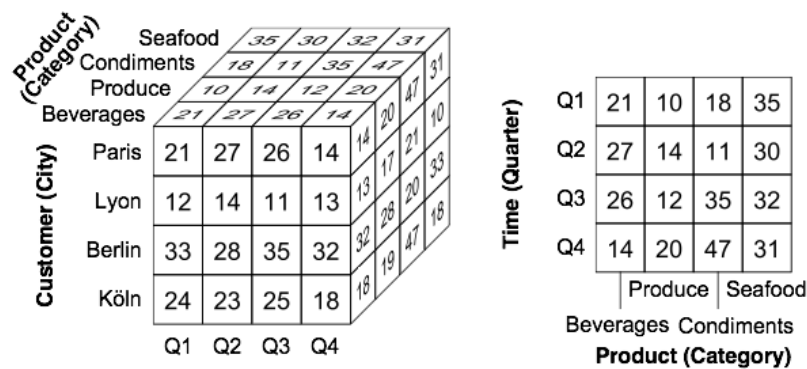 Product
(Category)
Seafood 35 30 32 31
Condiments 18 11 35 47
Produce 10 14 12 20
Beverages 21 27 26 14
Customer (City)
Paris 21 27 26 14
Lyon 12 14 11 13
Berlin 33 28 35 32
Köln 24 23 25 18
14 20 47 31
13 17 21 10
32 28 20 33
18 19 47 18
Q1 Q2 Q3 Q4
Time (Quarter)
Q1 21 10 18 35
Q2 27 14 11 30
Q3 26 12 35 32
Q4 14 20 47 31
Produce Seafood
Beverages Condiments
Product (Category)